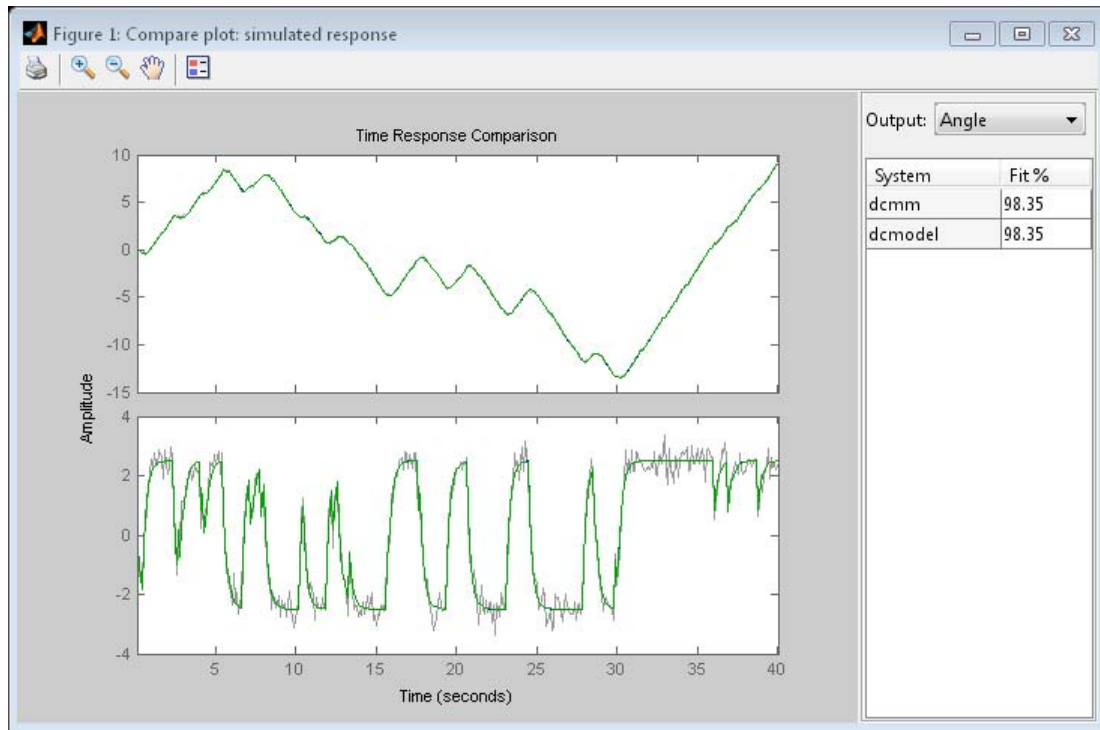 Figure 1: Compare plot: simulated response
Output: Angle
System Fit %
dcmm 98.35
dcmodel 98.35
Time Response Comparison
Amplitude
10
5
0
-5
-10
-15
4
2
0
-2
-4
5 10 15 20 25 30 35 40
Time (seconds)